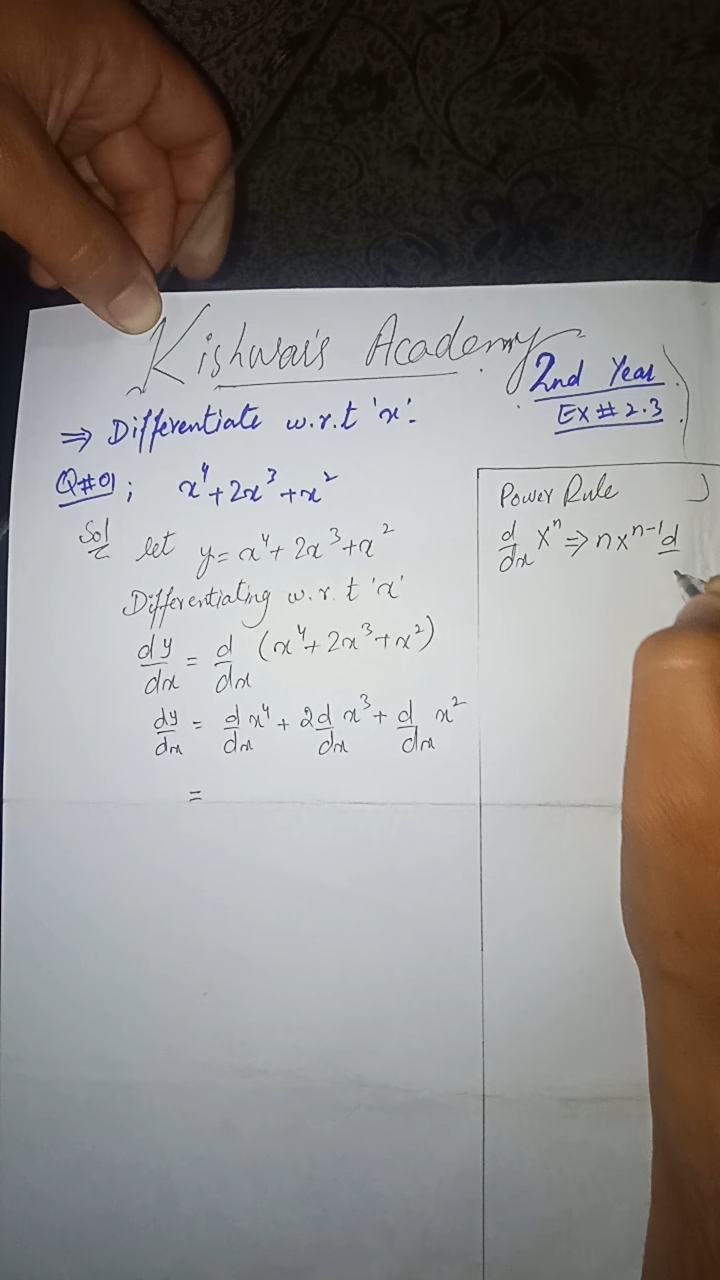 Kishwar's Academy
2nd Year
EX # 2.3
⇒ Differentiate w.r.t 'x'.
Q#01; x⁴+2x³+x²
Sol let y=x⁴+2x³+x²
Differentiating w.r.t 'x'
dy/dx = d/dx (x⁴+2x³+x²)
dy/dx = d/dx x⁴ + 2d/dx x³ + d/dx x²
=
Power Rule
d/dx xⁿ ⇒ nxⁿ⁻¹ d